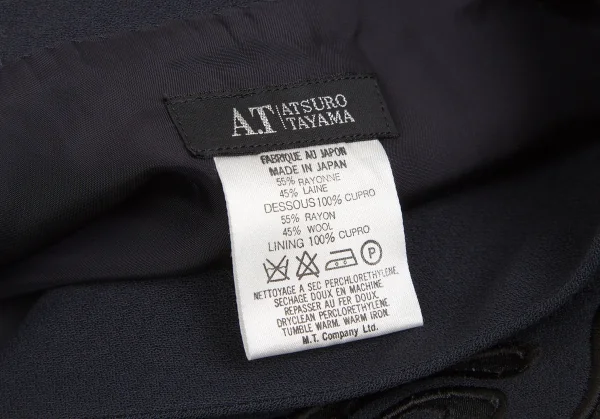 A.T ATSURO TAYAMA
FABRIQUE AU JAPON
MADE IN JAPAN
55% RAYONNE
45% LAINE
DESSOUS 100% CUPRO
55% RAYON
45% WOOL
LINING 100% CUPRO
P
NETTOYAGE A SEC PERCHLORETHYLENE.
SECHAGE DOUX EN MACHINE.
REPASSER AU FER DOUX.
DRYCLEAN PERCLORETHYLENE.
TUMBLE WARM. WARM IRON.
M.T. Company Ltd.